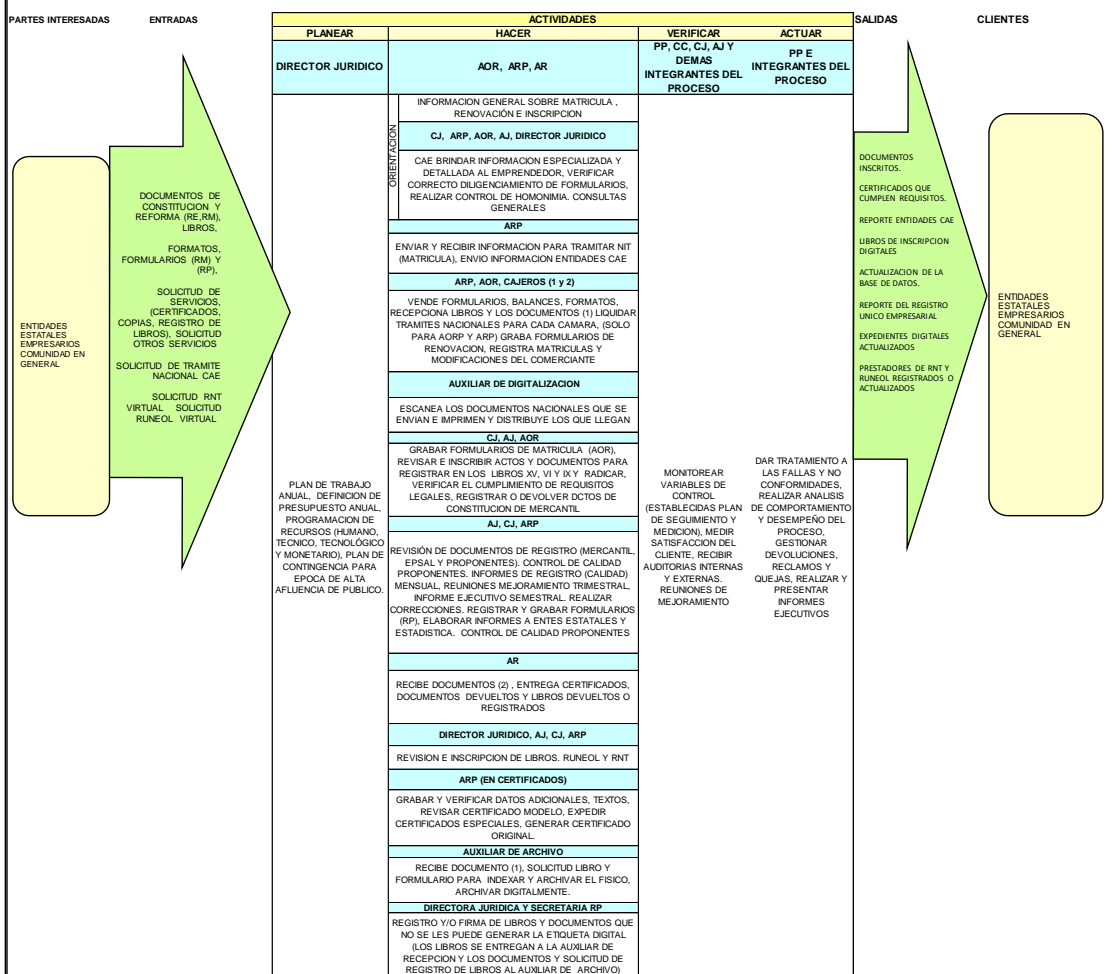 PARTES INTERESADAS
ENTRADAS
ACTIVIDADES
SALIDAS
CLIENTES
PLANEAR
HACER
VERIFICAR
ACTUAR
DIRECTOR JURIDICO
AOR, ARP, AR
PP, CC, CJ, AJ Y
DEMAS
INTEGRANTES DEL
PROCESO
PP E
INTEGRANTES DEL
PROCESO
ENTIDADES
ESTATALES
EMPRESARIOS
COMUNIDAD EN
GENERAL
DOCUMENTOS DE
CONSTITUCION Y
REFORMA (RE,RM),
LIBROS,
FORMATOS,
FORMULARIOS (RM) Y
(RP),
SOLICITUD DE
SERVICIOS,
(CERTIFICADOS,
COPIAS, REGISTRO DE
LIBROS), SOLICITUD
OTROS SERVICIOS
SOLICITUD DE TRAMITE
NACIONAL CAE
SOLICITUD RNT
VIRTUAL SOLICITUD
RUNEOL VIRTUAL
PLAN DE TRABAJO
ANUAL, DEFINICION DE
PRESUPUESTO ANUAL,
PROGRAMACION DE
RECURSOS (HUMANO,
TECNICO, TECNOLÓGICO
Y MONETARIO), PLAN DE
CONTINGENCIA PARA
EPOCA DE ALTA
AFLUENCIA DE PUBLICO.
ORIENTACION
INFORMACION GENERAL SOBRE MATRICULA ,
RENOVACIÓN E INSCRIPCION
CJ, ARP, AOR, AJ, DIRECTOR JURIDICO
CAE BRINDAR INFORMACION ESPECIALIZADA Y
DETALLADA AL EMPRENDEDOR, VERIFICAR
CORRECTO DILIGENCIAMIENTO DE FORMULARIOS,
REALIZAR CONTROL DE HOMONIMIA. CONSULTAS
GENERALES
ARP
ENVIAR Y RECIBIR INFORMACION PARA TRAMITAR NIT
(MATRICULA), ENVIO INFORMACION ENTIDADES CAE
ARP, AOR, CAJEROS (1 y 2)
VENDE FORMULARIOS, BALANCES, FORMATOS,
RECEPCIONA LIBROS Y LOS DOCUMENTOS (1) LIQUIDAR
TRAMITES NACIONALES PARA CADA CAMARA, (SOLO
PARA AORP Y ARP) GRABA FORMULARIOS DE
RENOVACION, REGISTRA MATRICULAS Y
MODIFICACIONES DEL COMERCIANTE
AUXILIAR DE DIGITALIZACION
ESCANEA LOS DOCUMENTOS NACIONALES QUE SE
ENVIAN E IMPRIMEN Y DISTRIBUYE LOS QUE LLEGAN
CJ, AJ, AOR
GRABAR FORMULARIOS DE MATRICULA (AOR),
REVISAR E INSCRIBIR ACTOS Y DOCUMENTOS PARA
REGISTRAR EN LOS LIBROS XV, VI Y IX Y RADICAR,
VERIFICAR EL CUMPLIMIENTO DE REQUISITOS
LEGALES, REGISTRAR O DEVOLVER DCTOS DE
CONSTITUCION DE MERCANTIL
AJ, CJ, ARP
REVISIÓN DE DOCUMENTOS DE REGISTRO (MERCANTIL,
EPSAL Y PROPONENTES). CONTROL DE CALIDAD
PROPONENTES. INFORMES DE REGISTRO (CALIDAD)
MENSUAL, REUNIONES MEJORAMIENTO TRIMESTRAL,
INFORME EJECUTIVO SEMESTRAL. REALIZAR
CORRECCIONES. REGISTRAR Y GRABAR FORMULARIOS
(RP), ELABORAR INFORMES A ENTES ESTATALES Y
ESTADISTICA. CONTROL DE CALIDAD PROPONENTES
AR
RECIBE DOCUMENTOS (2) , ENTREGA CERTIFICADOS,
DOCUMENTOS DEVUELTOS Y LIBROS DEVUELTOS O
REGISTRADOS
DIRECTOR JURIDICO, AJ, CJ, ARP
REVISION E INSCRIPCION DE LIBROS. RUNEOL Y RNT
ARP (EN CERTIFICADOS)
GRABAR Y VERIFICAR DATOS ADICIONALES, TEXTOS,
REVISAR CERTIFICADO MODELO, EXPEDIR
CERTIFICADOS ESPECIALES, GENERAR CERTIFICADO
ORIGINAL.
AUXILIAR DE ARCHIVO
RECIBE DOCUMENTO (1), SOLICITUD LIBRO Y
FORMULARIO PARA INDEXAR Y ARCHIVAR EL FISICO,
ARCHIVAR DIGITALMENTE.
DIRECTORA JURIDICA Y SECRETARIA RP
REGISTRO Y/O FIRMA DE LIBROS Y DOCUMENTOS QUE
NO SE LES PUEDE GENERAR LA ETIQUETA DIGITAL
(LOS LIBROS SE ENTREGAN A LA AUXILIAR DE
RECEPCION Y LOS DOCUMENTOS Y SOLICITUD DE
REGISTRO DE LIBROS AL AUXILIAR DE ARCHIVO)
MONITOREAR
VARIABLES DE
CONTROL
(ESTABLECIDAS PLAN
DE SEGUIMIENTO Y
MEDICION), MEDIR
SATISFACCION DEL
CLIENTE, RECIBIR
AUDITORIAS INTERNAS
Y EXTERNAS.
REUNIONES DE
MEJORAMIENTO
DAR TRATAMIENTO A
LAS FALLAS Y NO
CONFORMIDADES,
REALIZAR ANALISIS
DE COMPORTAMIENTO
Y DESEMPEÑO DEL
PROCESO,
GESTIONAR
DEVOLUCIONES,
RECLAMOS Y
QUEJAS, REALIZAR Y
PRESENTAR
INFORMES
EJECUTIVOS
DOCUMENTOS
INSCRITOS.
CERTIFICADOS QUE
CUMPLEN REQUISITOS.
REPORTE ENTIDADES CAE
LIBROS DE INSCRIPCION
DIGITALES
ACTUALIZACION DE LA
BASE DE DATOS.
REPORTE DEL REGISTRO
UNICO EMPRESARIAL
EXPEDIENTES DIGITALES
ACTUALIZADOS
PRESTADORES DE RNT Y
RUNEOL REGISTRADOS O
ACTUALIZADOS
ENTIDADES
ESTATALES
EMPRESARIOS
COMUNIDAD EN
GENERAL